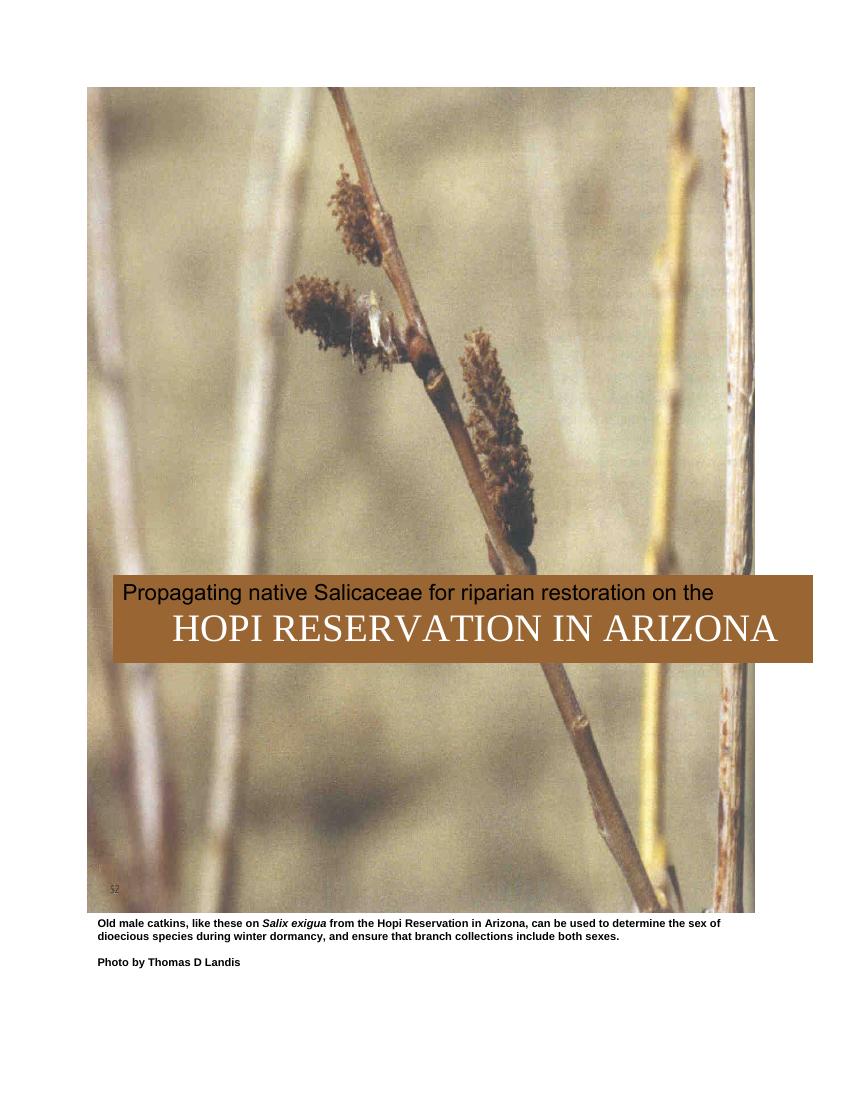 Propagating native Salicaceae for riparian restoration on the
HOPI RESERVATION IN ARIZONA
52
Old male catkins, like these on Salix exigua from the Hopi Reservation in Arizona, can be used to determine the sex of
dioecious species during winter dormancy, and ensure that branch collections include both sexes.
Photo by Thomas D Landis